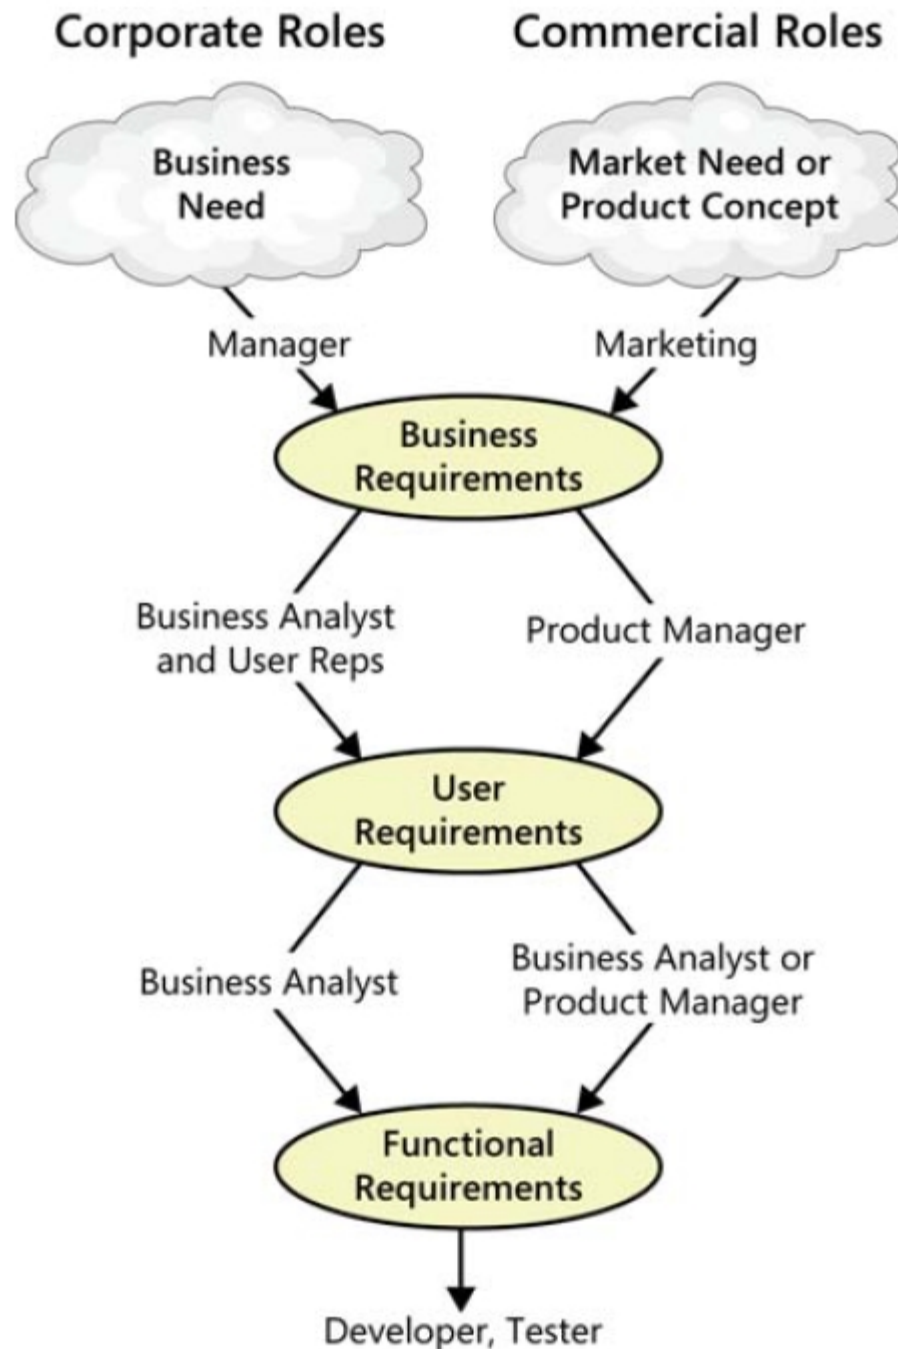 Corporate Roles
Commercial Roles
Business
Need
Market Need or
Product Concept
Manager
Marketing
Business
Requirements
Business Analyst
and User Reps
Product Manager
User
Requirements
Business Analyst
Business Analyst or
Product Manager
Functional
Requirements
Developer, Tester